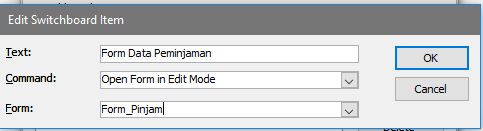 Edit Switchboard Item
Text: Form Data Peminjaman OK
Command: Open Form in Edit Mode Cancel
Form: Form_Pinjam